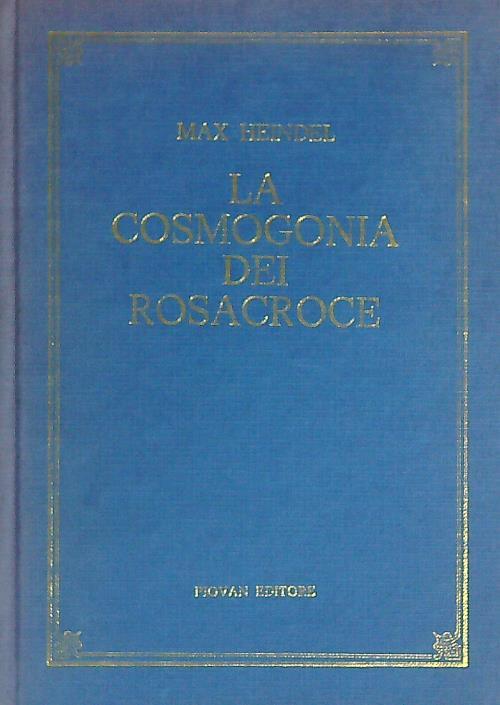 MAX HEINDEL
LA
COSMOGONIA
DEI
ROSACROCE
PIOVAN EDITORE